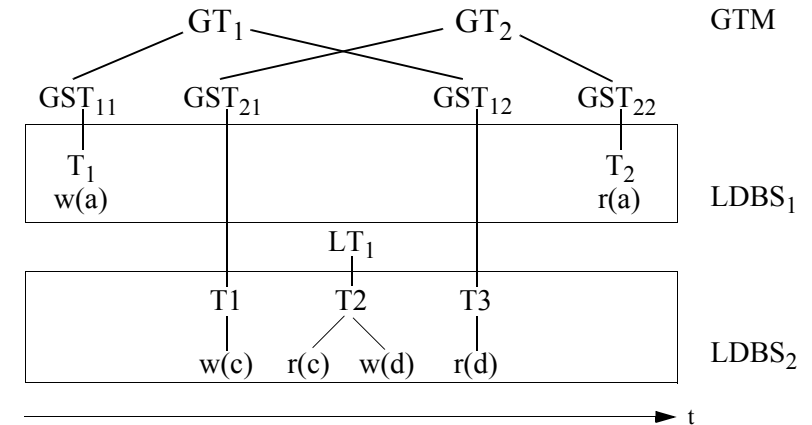 GT₁ GT₂ GTM
GST₁₁ GST₂₁ GST₁₂ GST₂₂
T₁ T₂
w(a) r(a) LDBS₁
LT₁
T1 T2 T3
w(c) r(c) w(d) r(d) LDBS₂
t